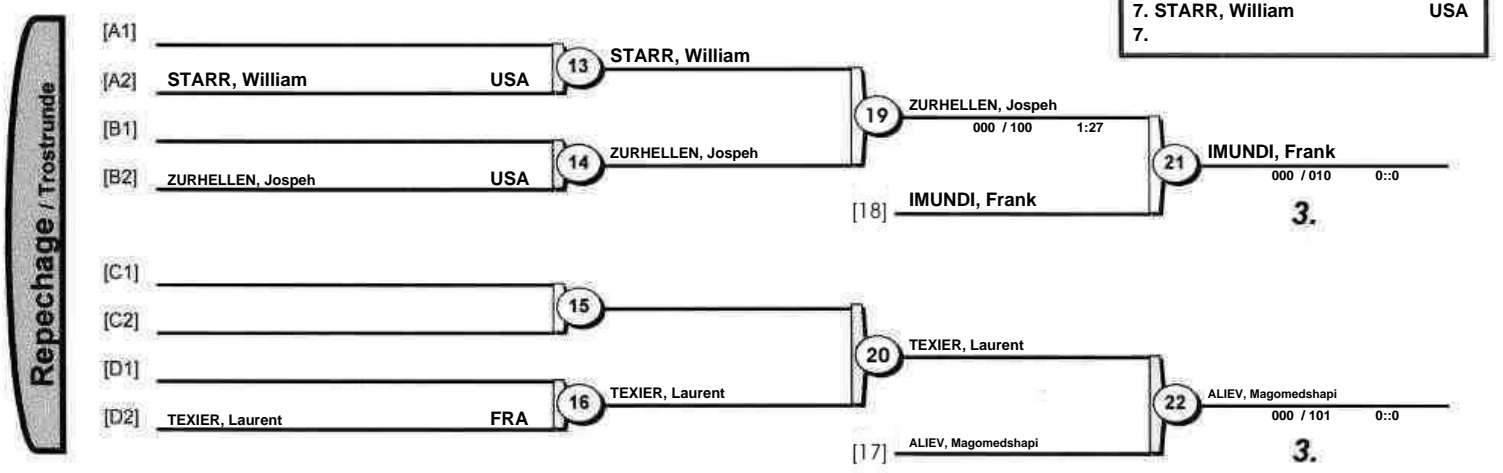 7. STARR, William USA
7.
Repechage / Trostrunde
[A1]
[A2] STARR, William USA
13 STARR, William
[B1]
[B2] ZURHELLEN, Jospeh USA
14 ZURHELLEN, Jospeh
19 ZURHELLEN, Jospeh
000 / 100 1:27
[18] IMUNDI, Frank
21 IMUNDI, Frank
000 / 010 0::0
3.
[C1]
[C2]
15
[D1]
[D2] TEXIER, Laurent FRA
16 TEXIER, Laurent
20 TEXIER, Laurent
[17] ALIEV, Magomedshapi
22 ALIEV, Magomedshapi
000 / 101 0::0
3.